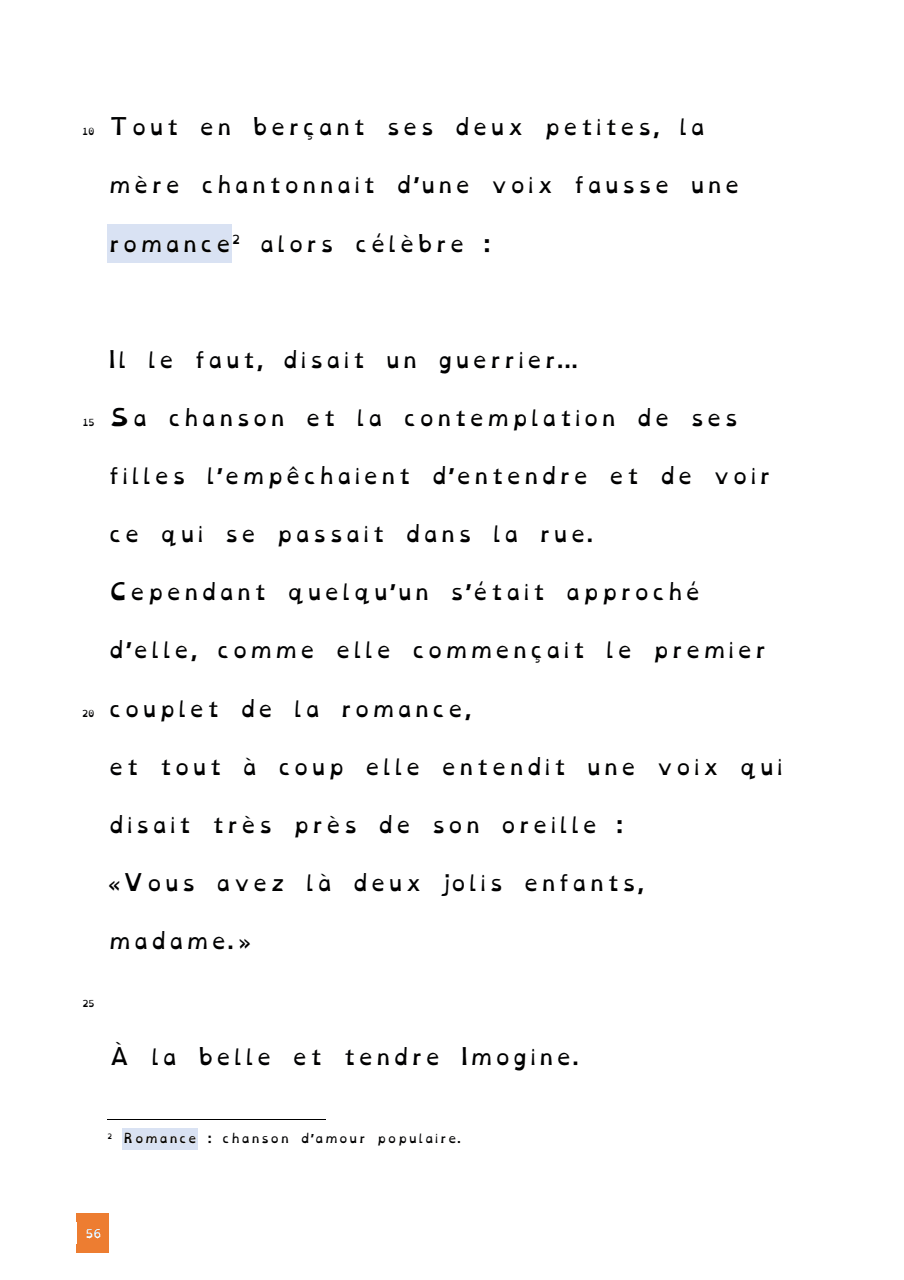 10 Tout en berçant ses deux petites, la
mère chantonnait d'une voix fausse une
romance² alors célèbre :
Il le faut, disait un guerrier...
15 Sa chanson et la contemplation de ses
filles l'empêchaient d'entendre et de voir
ce qui se passait dans la rue.
Cependant quelqu'un s'était approché
d'elle, comme elle commençait le premier
20 couplet de la romance,
et tout à coup elle entendit une voix qui
disait très près de son oreille :
«Vous avez là deux jolis enfants,
madame.»
25
À la belle et tendre Imogine.
² Romance : chanson d'amour populaire.
56